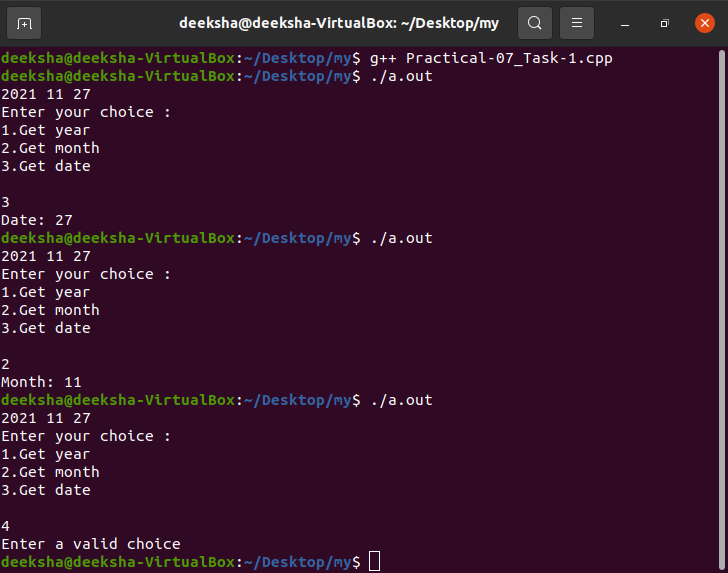 deeksha@deeksha-VirtualBox: ~/Desktop/my
deeksha@deeksha-VirtualBox:~/Desktop/my$ g++ Practical-07_Task-1.cpp
deeksha@deeksha-VirtualBox:~/Desktop/my$ ./a.out
2021 11 27
Enter your choice :
1.Get year
2.Get month
3.Get date

3
Date: 27
deeksha@deeksha-VirtualBox:~/Desktop/my$ ./a.out
2021 11 27
Enter your choice :
1.Get year
2.Get month
3.Get date

2
Month: 11
deeksha@deeksha-VirtualBox:~/Desktop/my$ ./a.out
2021 11 27
Enter your choice :
1.Get year
2.Get month
3.Get date

4
Enter a valid choice
deeksha@deeksha-VirtualBox:~/Desktop/my$